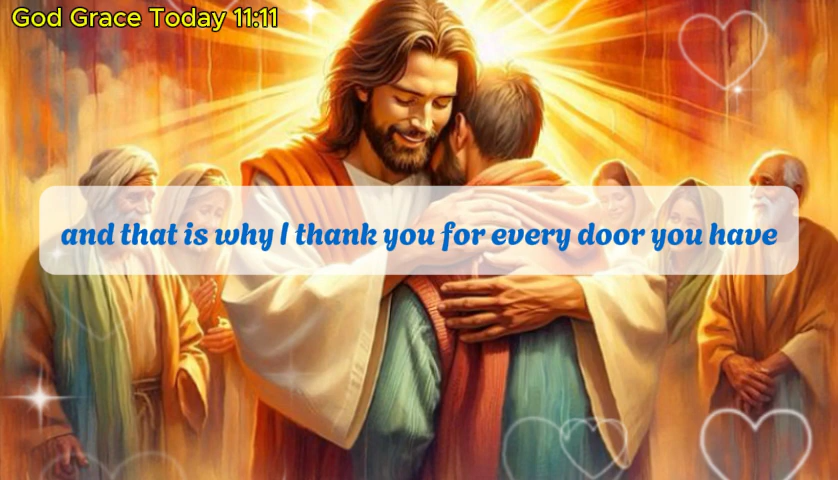 God Grace Today 11:11
and that is why I thank you for every door you have